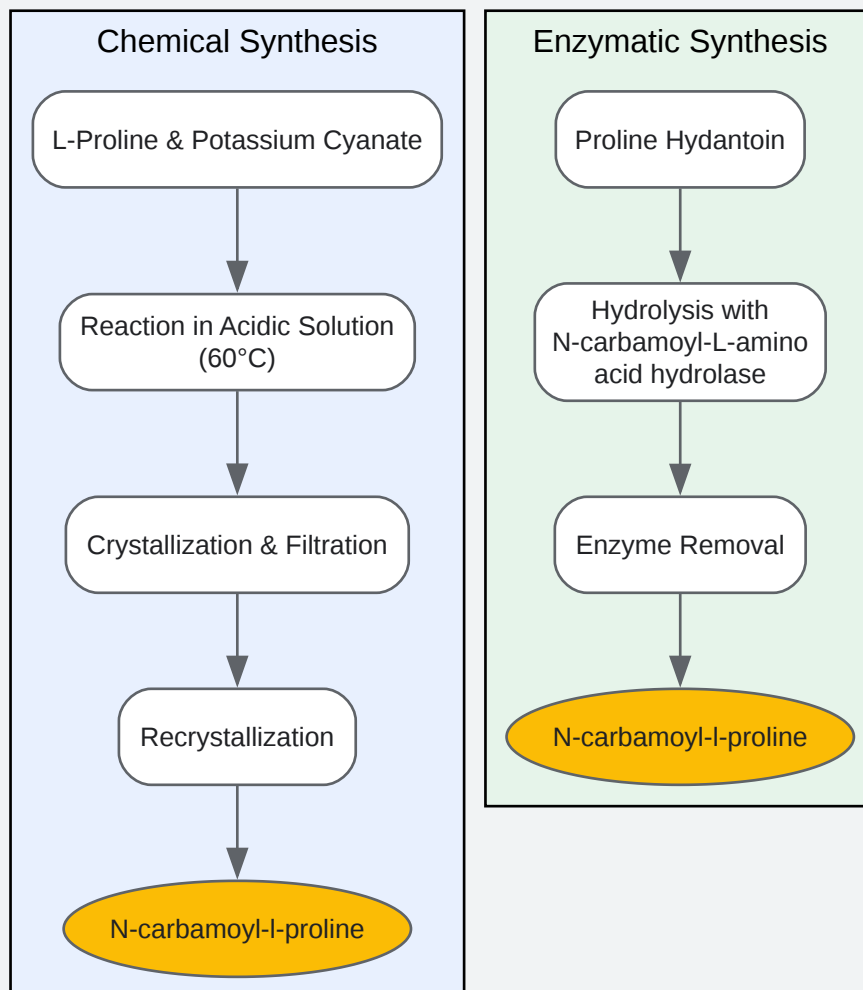 Chemical Synthesis
L-Proline & Potassium Cyanate
Reaction in Acidic Solution
(60°C)
Crystallization & Filtration
Recrystallization
N-carbamoyl-l-proline
Enzymatic Synthesis
Proline Hydantoin
Hydrolysis with
N-carbamoyl-L-amino
acid hydrolase
Enzyme Removal
N-carbamoyl-l-proline